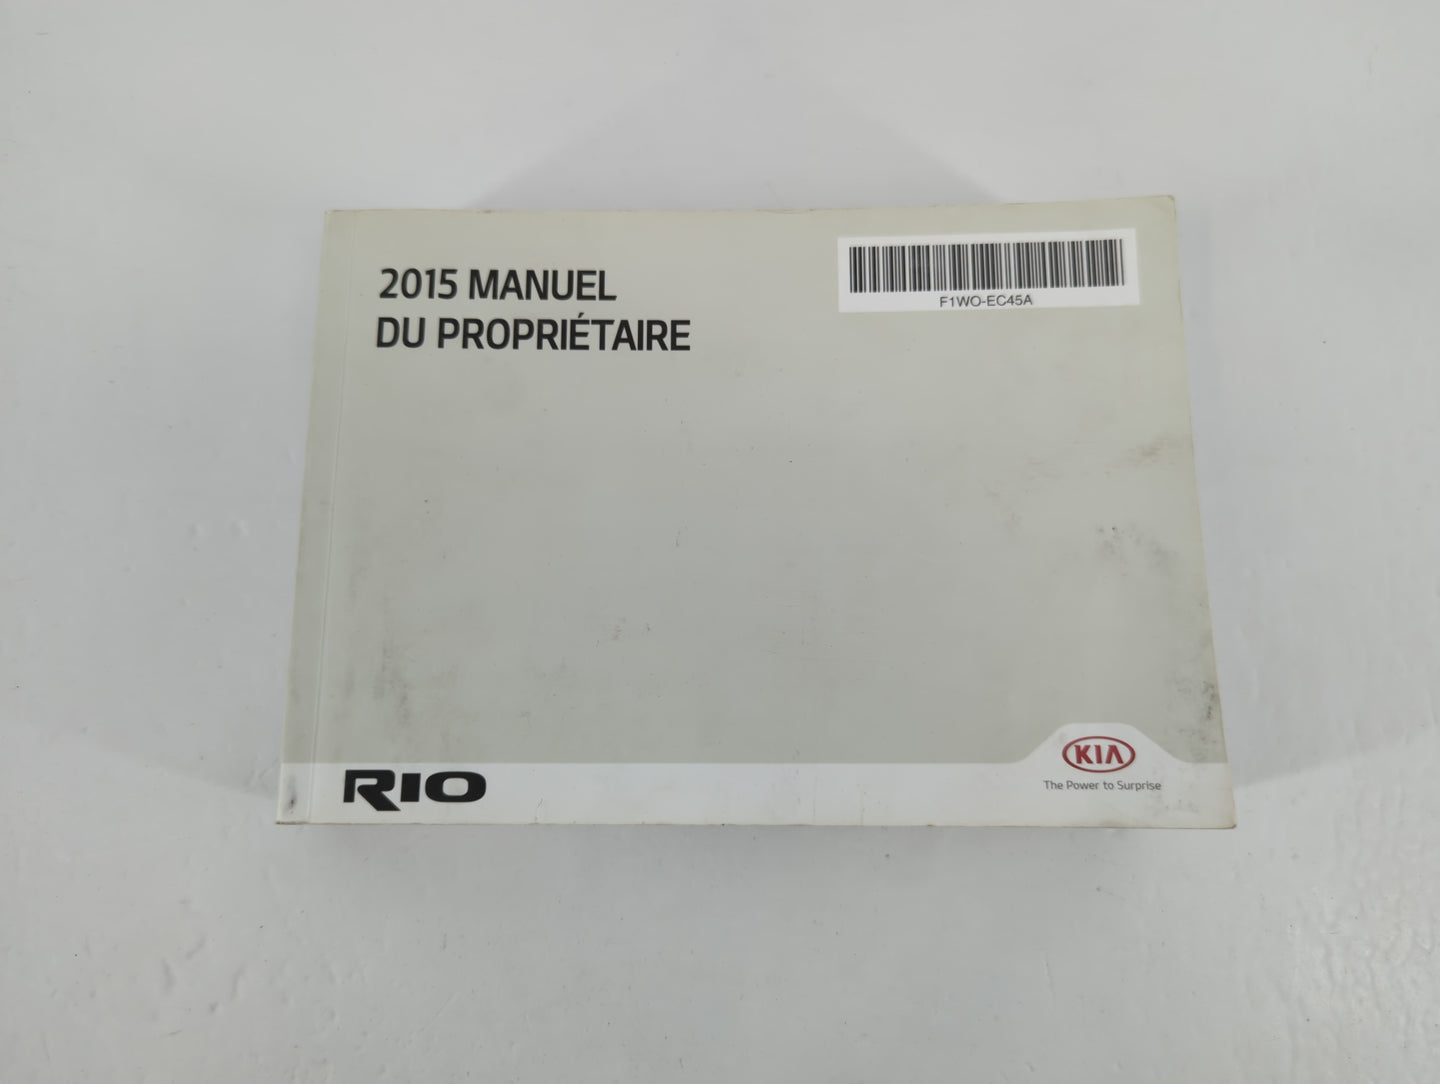 2015 MANUEL
DU PROPRIÉTAIRE
F1WO-EC45A
RIO
KIA
The Power to Surprise